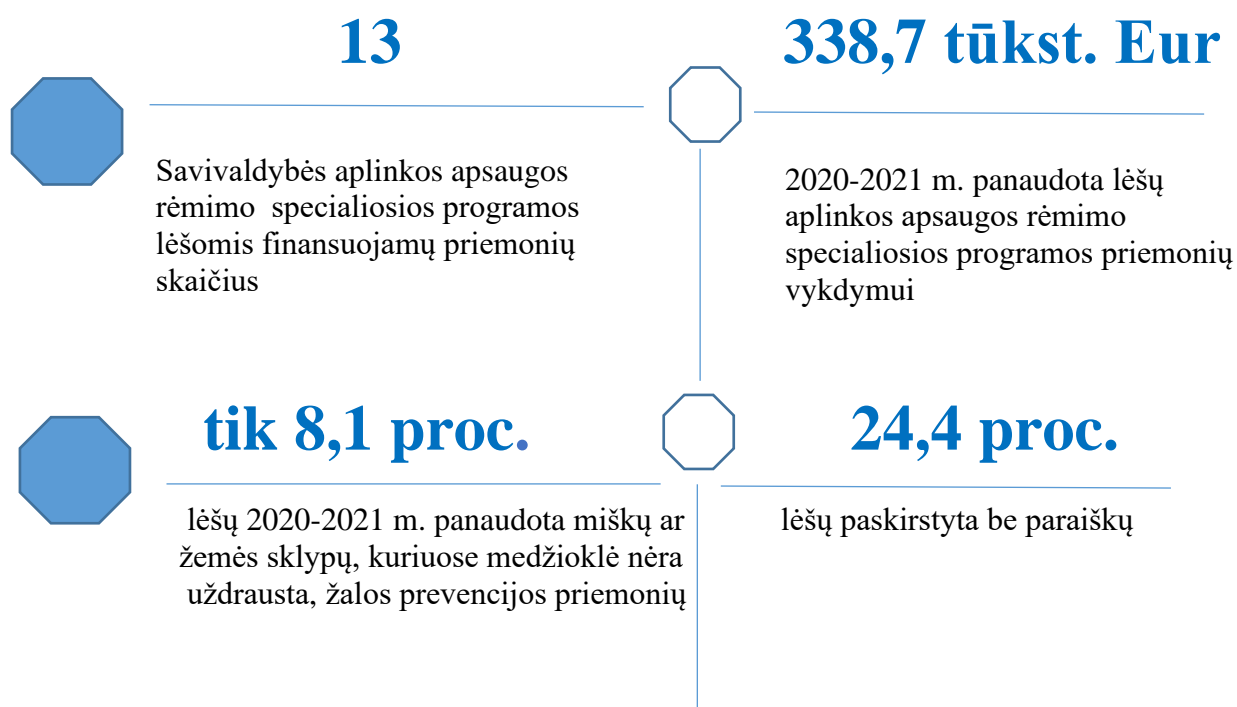 13
Savivaldybės aplinkos apsaugos
rėmimo specialiosios programos
lėšomis finansuojamų priemonių
skaičius
338,7 tūkst. Eur
2020-2021 m. panaudota lėšų
aplinkos apsaugos rėmimo
specialiosios programos priemonių
vykdymui
tik 8,1 proc.
lėšų 2020-2021 m. panaudota miškų ar
žemės sklypų, kuriuose medžioklė nėra
uždrausta, žalos prevencijos priemonių
24,4 proc.
lėšų paskirstyta be paraiškų